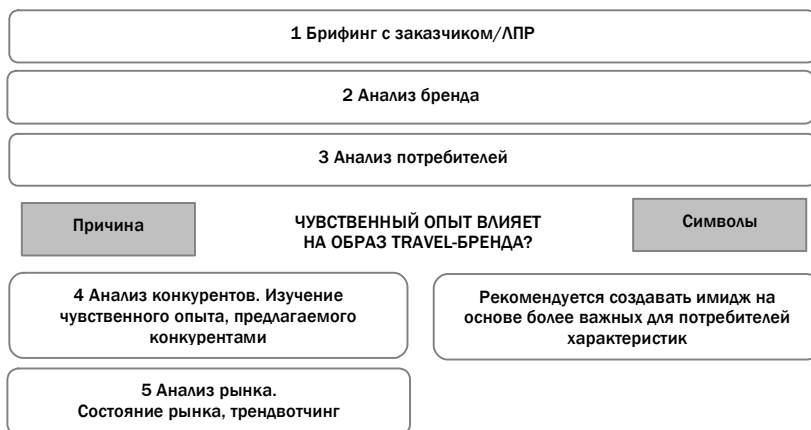 1 Брифинг с заказчиком/ЛПР
2 Анализ бренда
3 Анализ потребителей
Причина
ЧУВСТВЕННЫЙ ОПЫТ ВЛИЯЕТ
НА ОБРАЗ TRAVEL-БРЕНДА?
Символы
4 Анализ конкурентов. Изучение
чувственного опыта, предлагаемого
конкурентами
Рекомендуется создавать имидж на
основе более важных для потребителей
характеристик
5 Анализ рынка.
Состояние рынка, трендвотчинг